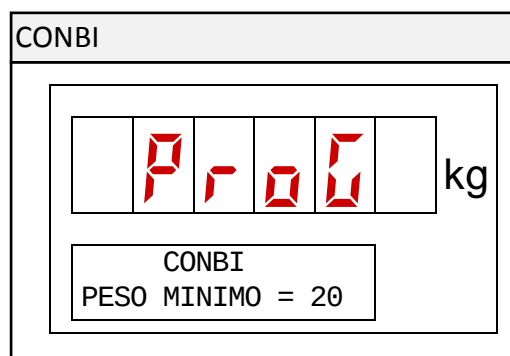 CONBI
ProG
kg
CONBI
PESO MINIMO = 20